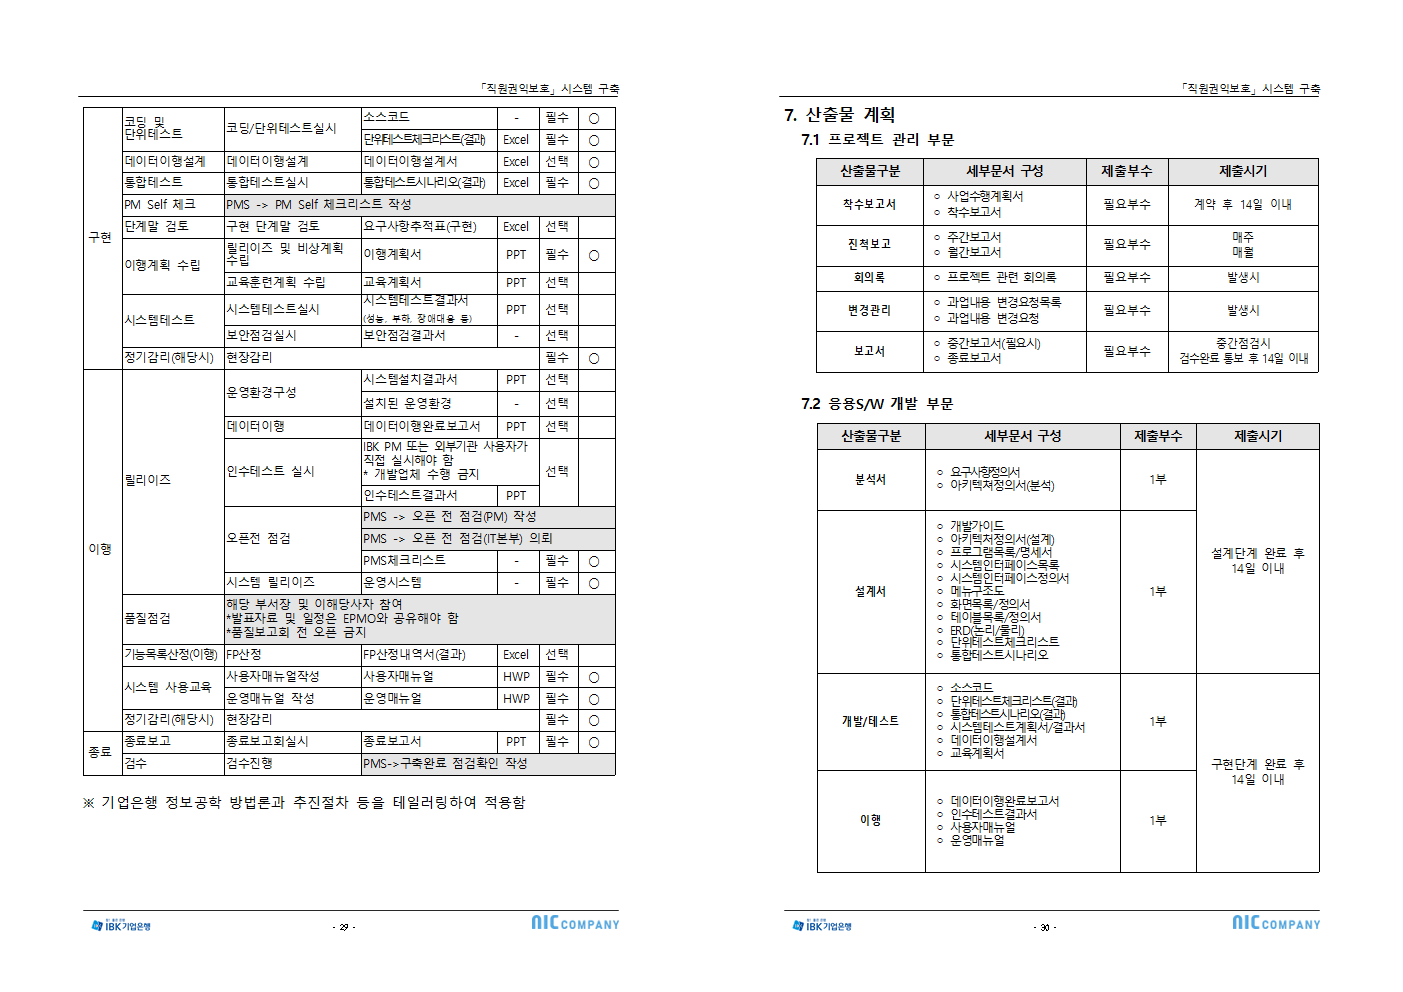 「직원권익보호」시스템 구축
구현
코딩 및
단위테스트
코딩/단위테스트실시
소스코드 - 필수 ○
단위테스트체크리스트(결과) Excel 필수 ○
데이터이행설계 데이터이행설계 데이터이행설계서 Excel 선택 ○
통합테스트 통합테스트실시 통합테스트시나리오(결과) Excel 필수 ○
PM Self 체크 PMS -> PM Self 체크리스트 작성
단계말 검토 구현 단계말 검토 요구사항추적표(구현) Excel 선택
이행계획 수립
릴리이즈 및 비상계획
수립
이행계획서 PPT 필수 ○
교육훈련계획 수립 교육계획서 PPT 선택
시스템테스트
시스템테스트실시
시스템테스트결과서
(성능, 부하, 장애대응 등)
PPT 선택
보안점검실시 보안점검결과서 - 선택
정기감리(해당시) 현장감리 필수 ○
이행
릴리이즈
운영환경구성
시스템설치결과서 PPT 선택
설치된 운영환경 - 선택
데이터이행 데이터이행완료보고서 PPT 선택
인수테스트 실시
IBK PM 또는 외부기관 사용자가
직접 실시해야 함
* 개발업체 수행 금지
선택
인수테스트결과서 PPT
오픈전 점검
PMS -> 오픈 전 점검(PM) 작성
PMS -> 오픈 전 점검(IT본부) 의뢰
PMS체크리스트 - 필수 ○
시스템 릴리이즈 운영시스템 - 필수 ○
품질점검
해당 부서장 및 이해당사자 참여
*발표자료 및 일정은 EPMO와 공유해야 함
*품질보고회 전 오픈 금지
기능목록산정(이행) FP산정 FP산정내역서(결과) Excel 선택
시스템 사용교육
사용자매뉴얼작성 사용자매뉴얼 HWP 필수 ○
운영매뉴얼 작성 운영매뉴얼 HWP 필수 ○
정기감리(해당시) 현장감리 필수 ○
종료
종료보고 종료보고회실시 종료보고서 PPT 필수 ○
검수 검수진행 PMS->구축완료 점검확인 작성
※ 기업은행 정보공학 방법론과 추진절차 등을 테일러링하여 적용함
IBK기업은행
- 29 -
NIC COMPANY
「직원권익보호」시스템 구축
7. 산출물 계획
7.1 프로젝트 관리 부문
산출물구분 세부문서 구성 제출부수 제출시기
착수보고서
○ 사업수행계획서
○ 착수보고서
필요부수 계약 후 14일 이내
진척보고
○ 주간보고서
○ 월간보고서
필요부수
매주
매월
회의록 ○ 프로젝트 관련 회의록 필요부수 발생시
변경관리
○ 과업내용 변경요청목록
○ 과업내용 변경요청
필요부수 발생시
보고서
○ 중간보고서(필요시)
○ 종료보고서
필요부수
중간점검시
검수완료 통보 후 14일 이내
7.2 응용S/W 개발 부문
산출물구분 세부문서 구성 제출부수 제출시기
분석서
○ 요구사항정의서
○ 아키텍쳐정의서(분석)
1부
설계서
○ 개발가이드
○ 아키텍처정의서(설계)
○ 프로그램목록/명세서
○ 시스템인터페이스목록
○ 시스템인터페이스정의서
○ 메뉴구조도
○ 화면목록/정의서
○ 테이블목록/정의서
○ ERD(논리/물리)
○ 단위테스트체크리스트
○ 통합테스트시나리오
1부
설계단계 완료 후
14일 이내
개발/테스트
○ 소스코드
○ 단위테스트체크리스트(결과)
○ 통합테스트시나리오(결과)
○ 시스템테스트계획서/결과서
○ 데이터이행설계서
○ 교육계획서
1부
이행
○ 데이터이행완료보고서
○ 인수테스트결과서
○ 사용자매뉴얼
○ 운영매뉴얼
1부
구현단계 완료 후
14일 이내
IBK기업은행
- 30 -
NIC COMPANY